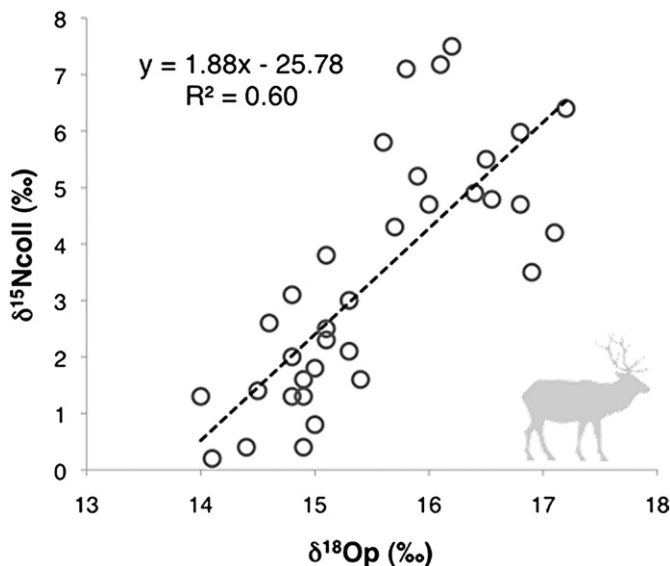 8
7
6
5
4
3
2
1
0
y = 1.88x - 25.78
R² = 0.60
δ¹⁵Ncoll (‰)
13 14 15 16 17 18
δ¹⁸Op (‰)